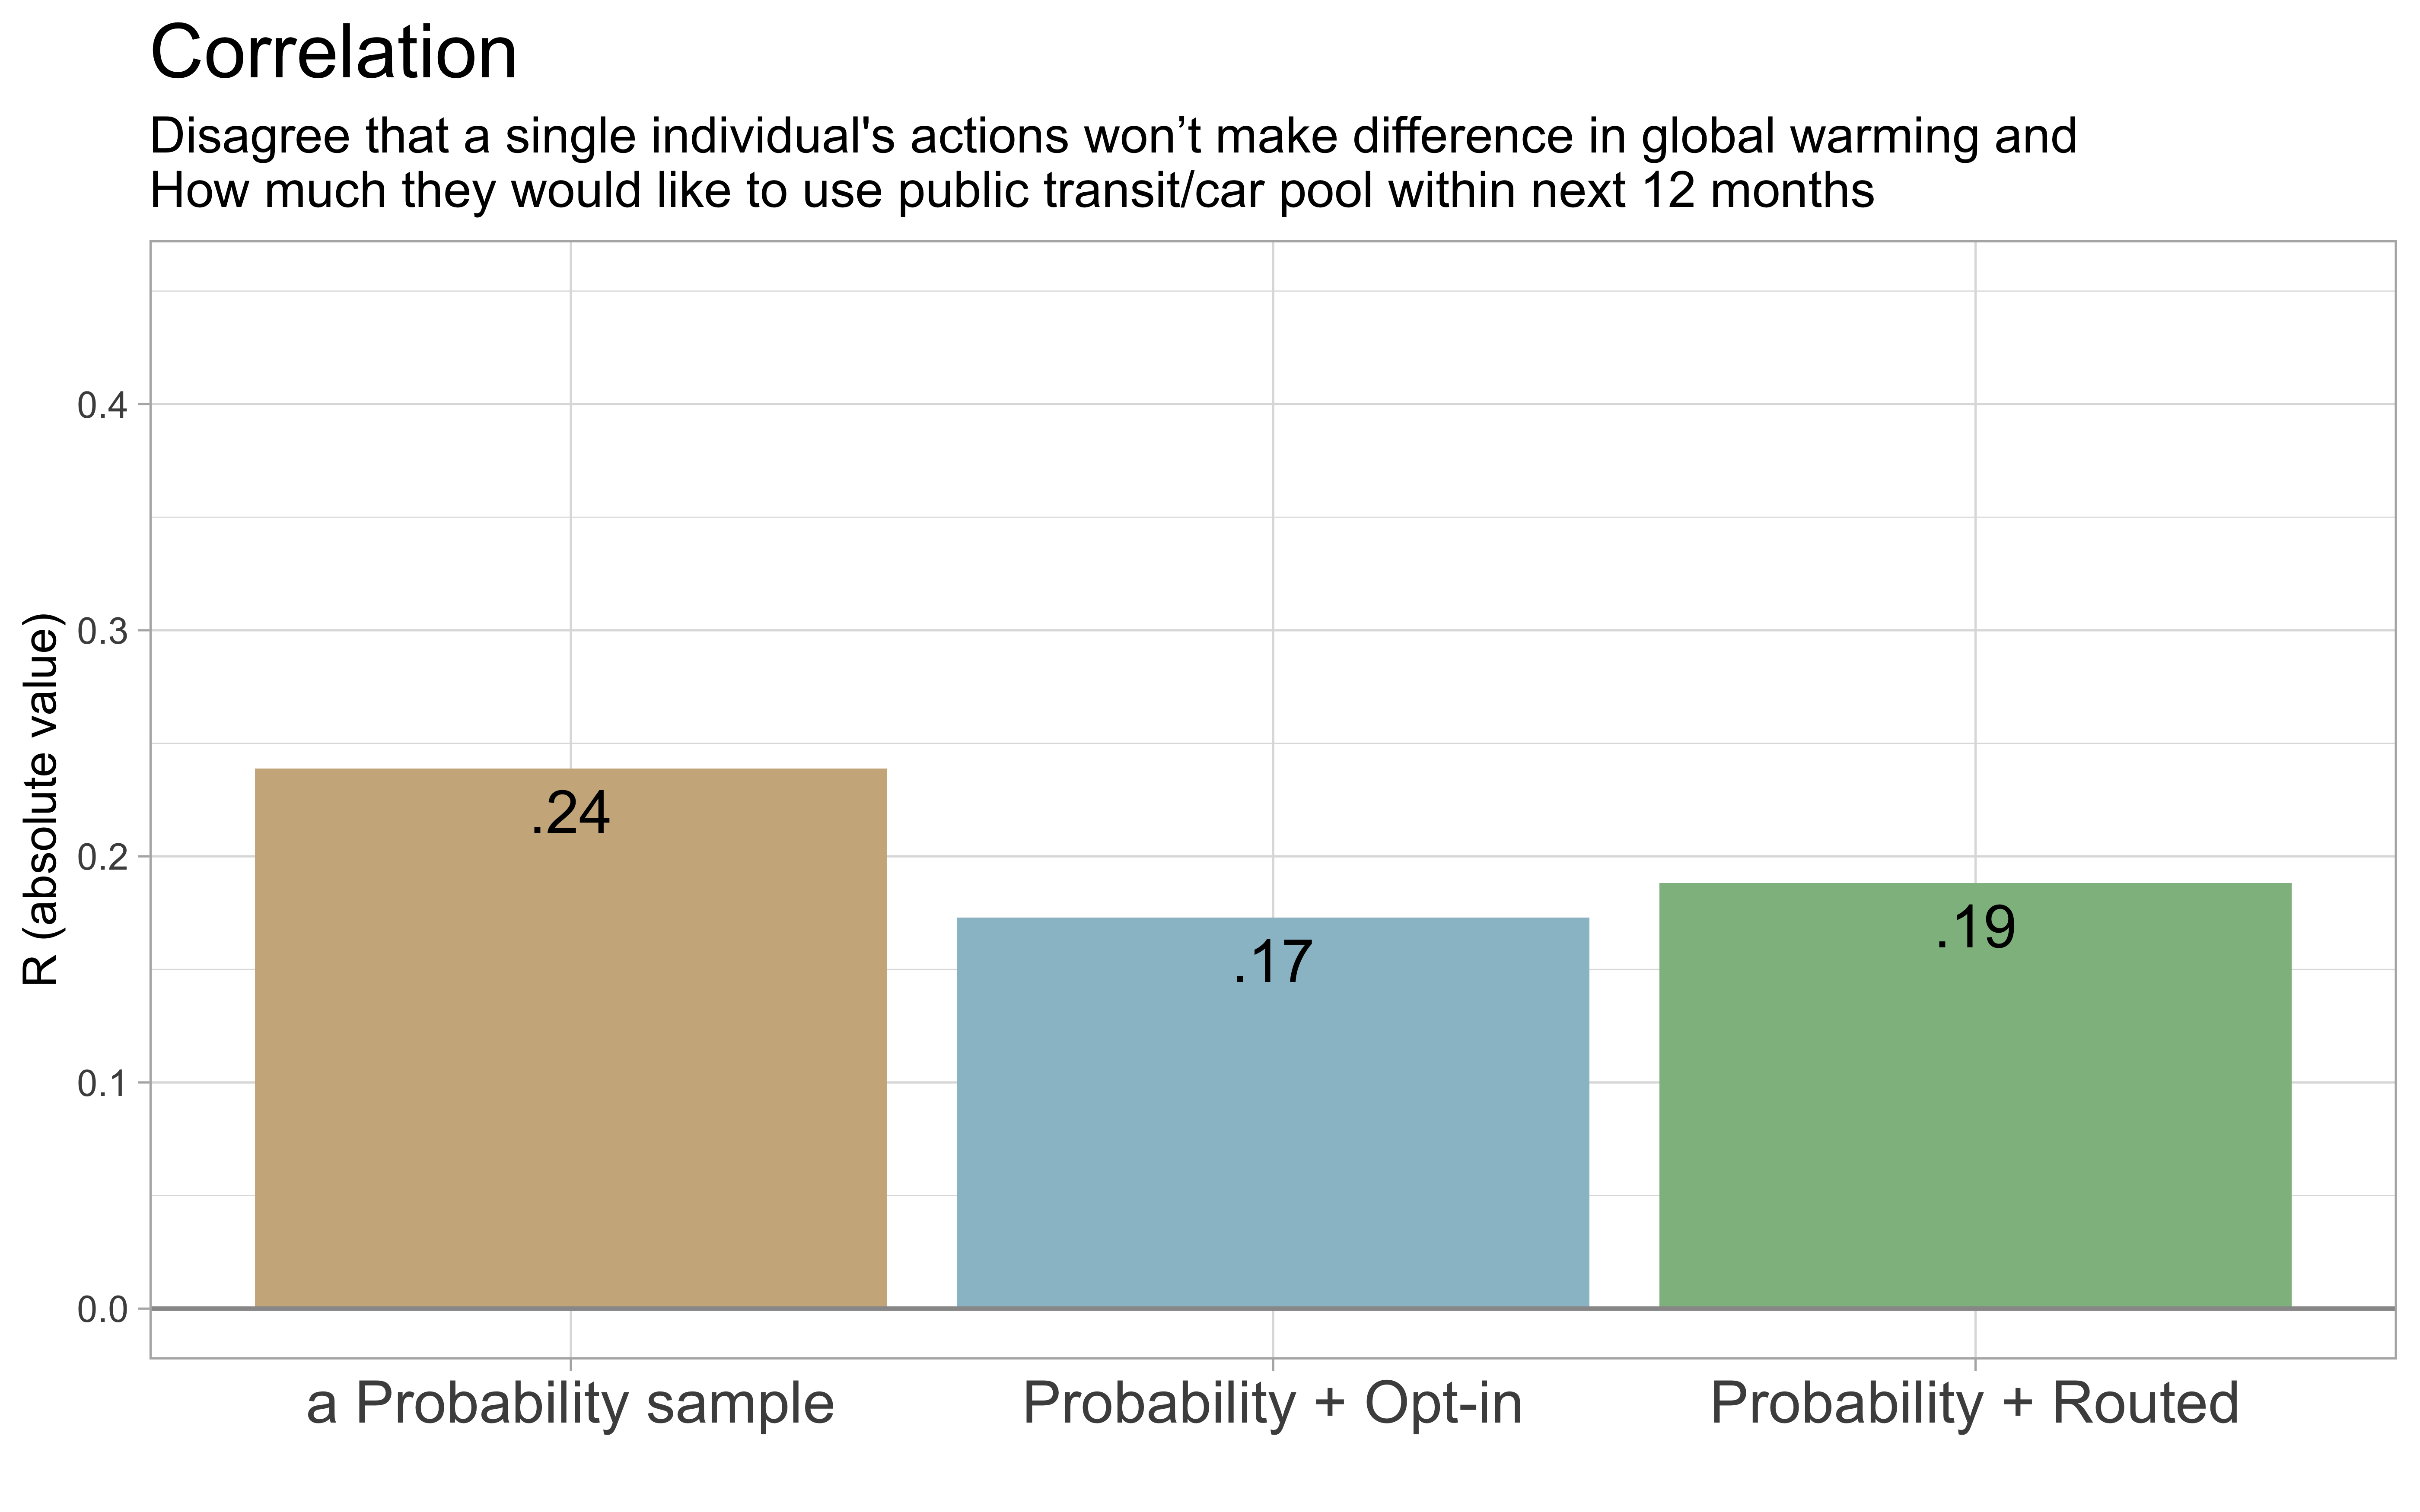 Correlation
Disagree that a single individual's actions won’t make difference in global warming and
How much they would like to use public transit/car pool within next 12 months
R (absolute value)
0.4
0.3
0.2
0.1
0.0
.24
.17
.19
a Probability sample
Probability + Opt-in
Probability + Routed